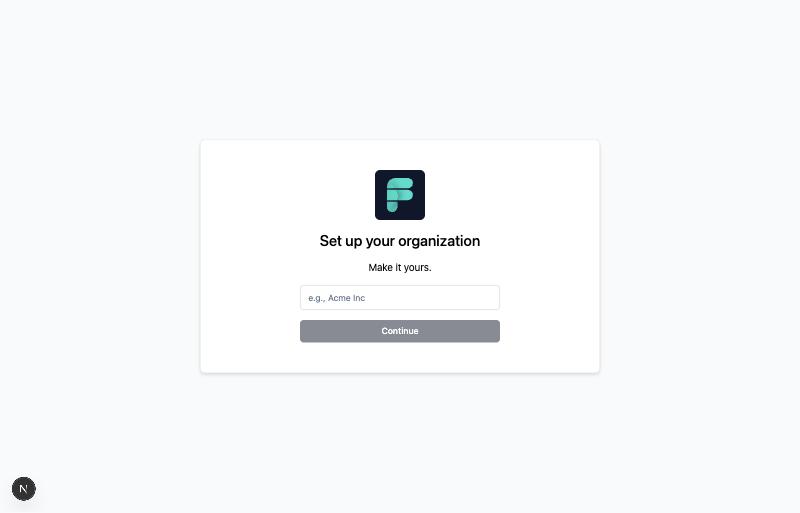 F
Set up your organization
Make it yours.
e.g., Acme Inc
Continue
N